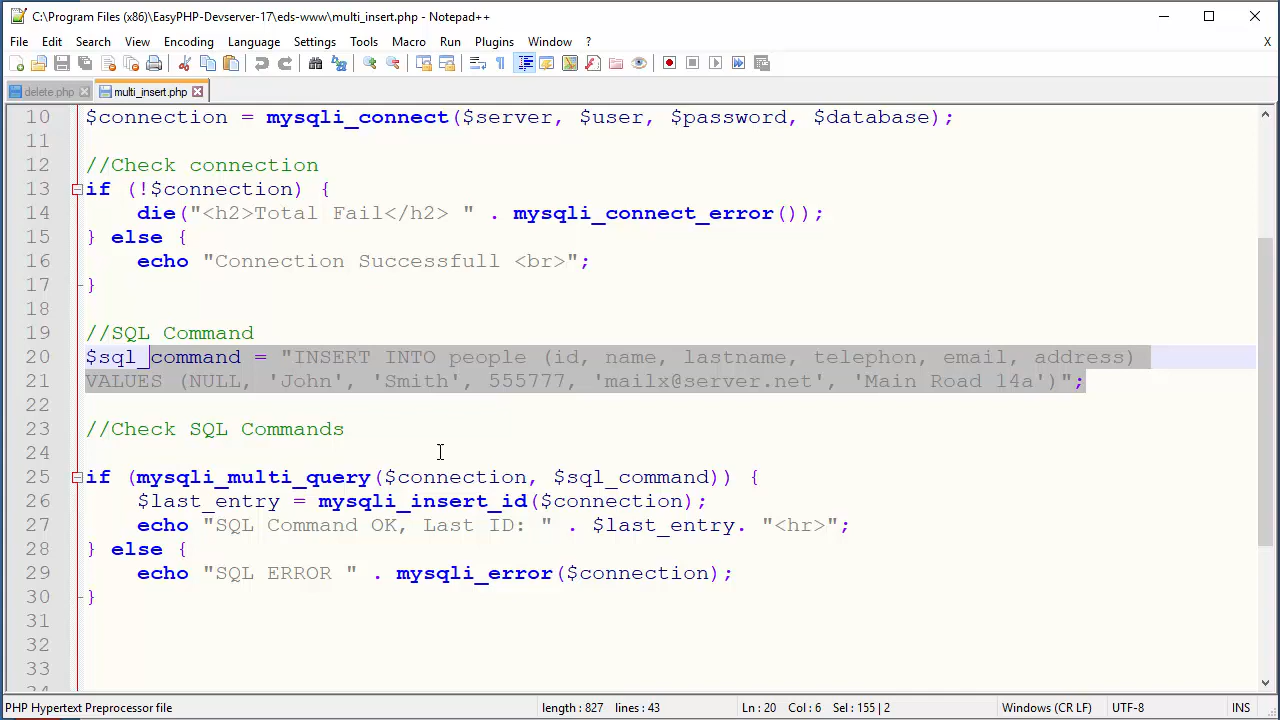 C:\Program Files (x86)\EasyPHP-Devserver-17\eds-www\multi_insert.php - Notepad++
File Edit Search View Encoding Language Settings Tools Macro Run Plugins Window ? X
delete.php multi_insert.php
10 $connection = mysqli_connect($server, $user, $password, $database);
11
12 //Check connection
13 if (!$connection) {
14 die("<h2>Total Fail</h2> " . mysqli_connect_error());
15 } else {
16 echo "Connection Successfull <br>";
17 }
18
19 //SQL Command
20 $sql_command = "INSERT INTO people (id, name, lastname, telephon, email, address)
21 VALUES (NULL, 'John', 'Smith', 555777, 'mailx@server.net', 'Main Road 14a')";
22
23 //Check SQL Commands
24
25 if (mysqli_multi_query($connection, $sql_command)) {
26 $last_entry = mysqli_insert_id($connection);
27 echo "SQL Command OK, Last ID: " . $last_entry. "<hr>";
28 } else {
29 echo "SQL ERROR " . mysqli_error($connection);
30 }
31
32
33
PHP Hypertext Preprocessor file length : 827 lines : 43 Ln : 20 Col : 6 Sel : 155 | 2 Windows (CR LF) UTF-8 INS